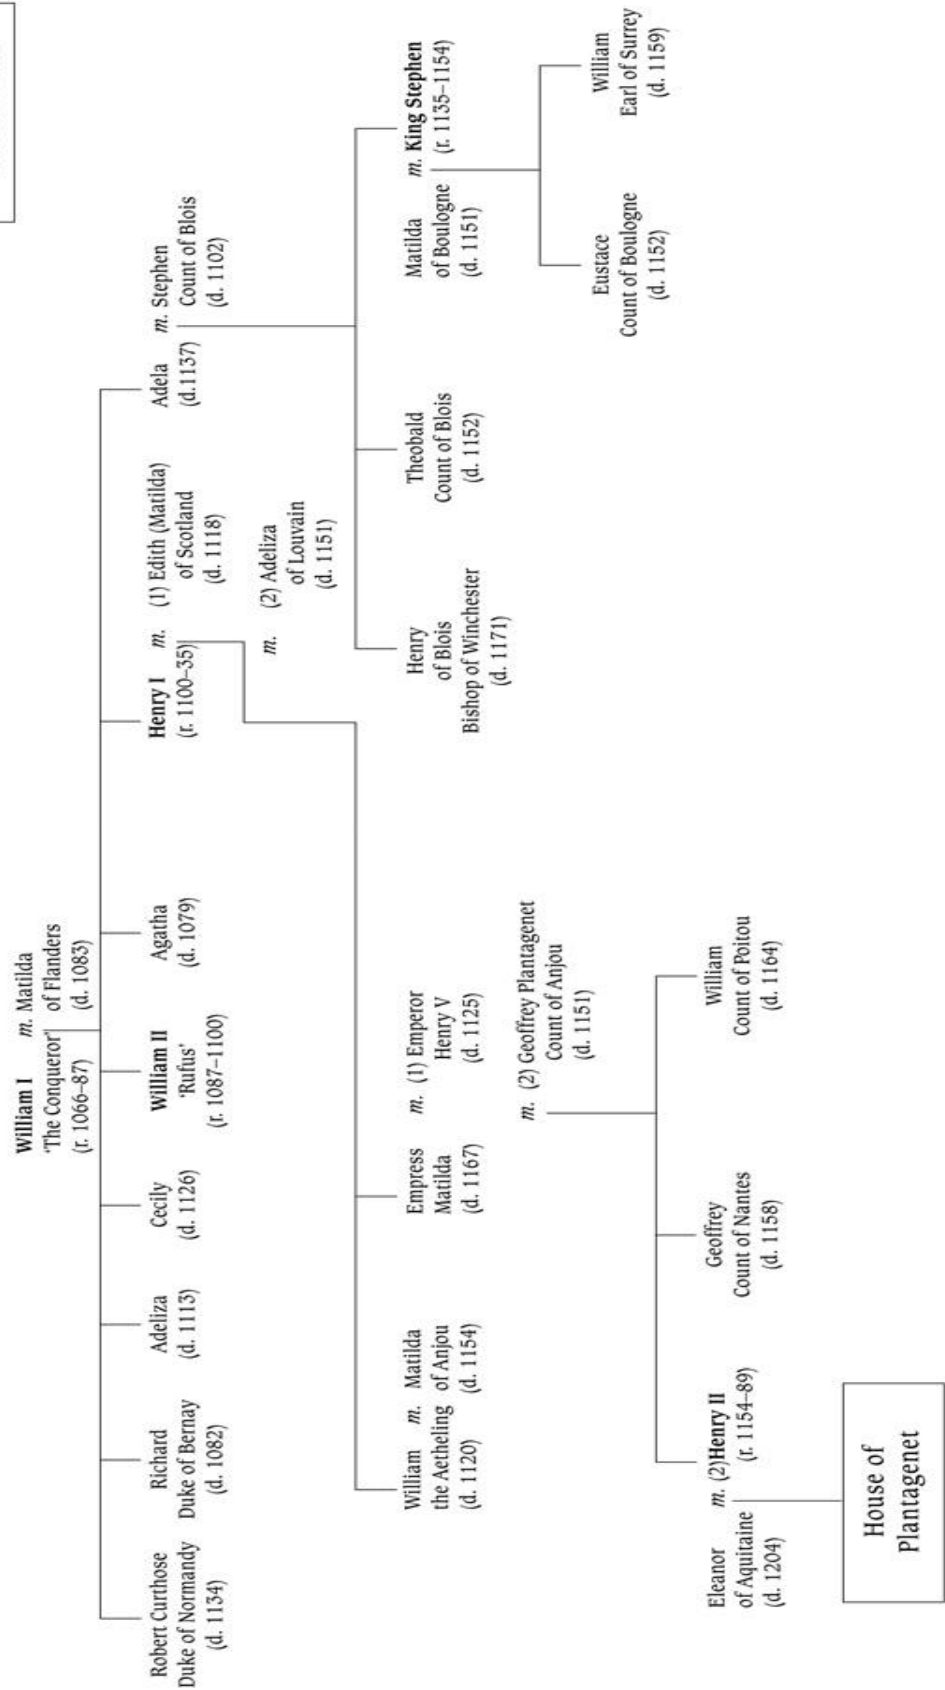 William I
'The Conqueror'
(r. 1066–87)
m. Matilda
of Flanders
(d. 1083)
Robert Curthose
Duke of Normandy
(d. 1134)
Richard
Duke of Bernay
(d. 1082)
Adeliza
(d. 1113)
Cecily
(d. 1126)
William II
'Rufus'
(r. 1087–1100)
Agatha
(d. 1079)
Henry I
(r. 1100–35)
m. (1) Edith (Matilda)
of Scotland
(d. 1118)
m. (2) Adeliza
of Louvain
(d. 1151)
Adela
(d.1137)
m. Stephen
Count of Blois
(d. 1102)
William
the Aetheling
(d. 1120)
m. Matilda
of Anjou
(d. 1154)
Empress
Matilda
(d. 1167)
m. (1) Emperor
Henry V
(d. 1125)
m. (2) Geoffrey Plantagenet
Count of Anjou
(d. 1151)
Henry
of Blois
Bishop of Winchester
(d. 1171)
Theobald
Count of Blois
(d. 1152)
Matilda
of Boulogne
(d. 1151)
m. King Stephen
(r. 1135–1154)
Eustace
Count of Boulogne
(d. 1152)
William
Earl of Surrey
(d. 1159)
Eleanor
of Aquitaine
(d. 1204)
m. (2)Henry II
(r. 1154–89)
Geoffrey
Count of Nantes
(d. 1158)
William
Count of Poitou
(d. 1164)
House of
Plantagenet